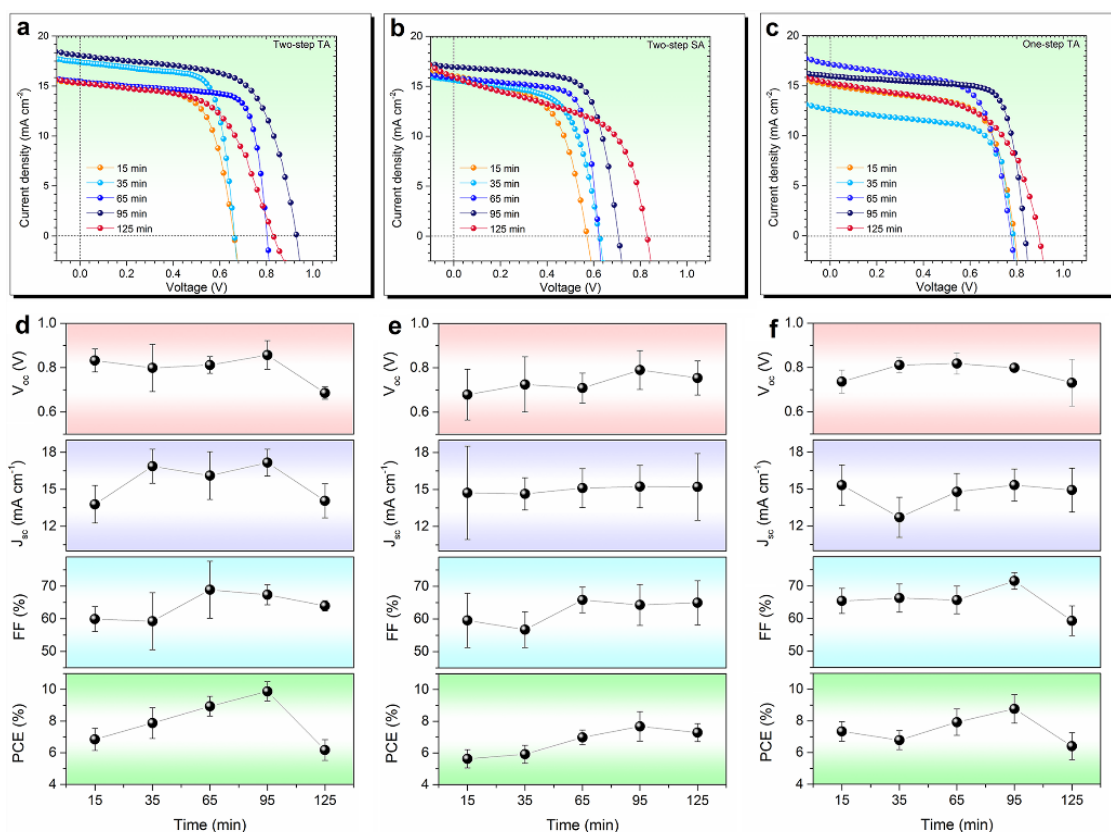 a
Two-step TA
20
15
10
5
0
Current density (mA cm⁻²)
15 min
35 min
65 min
95 min
125 min
0.0 0.2 0.4 0.6 0.8 1.0
Voltage (V)
b
Two-step SA
20
15
10
5
0
Current density (mA cm⁻²)
15 min
35 min
65 min
95 min
125 min
0.0 0.2 0.4 0.6 0.8 1.0
Voltage (V)
c
One-step TA
20
15
10
5
0
Current density (mA cm⁻²)
15 min
35 min
65 min
95 min
125 min
0.0 0.2 0.4 0.6 0.8 1.0
Voltage (V)
d
1.0
0.8
0.6
Voc (V)
18
15
12
Jsc (mA cm⁻¹)
70
60
50
FF (%)
10
8
6
4
PCE (%)
15 35 65 95 125
Time (min)
e
1.0
0.8
0.6
Voc (V)
18
15
12
Jsc (mA cm⁻¹)
70
60
50
FF (%)
10
8
6
4
PCE (%)
15 35 65 95 125
Time (min)
f
1.0
0.8
0.6
Voc (V)
18
15
12
Jsc (mA cm⁻¹)
70
60
50
FF (%)
10
8
6
4
PCE (%)
15 35 65 95 125
Time (min)